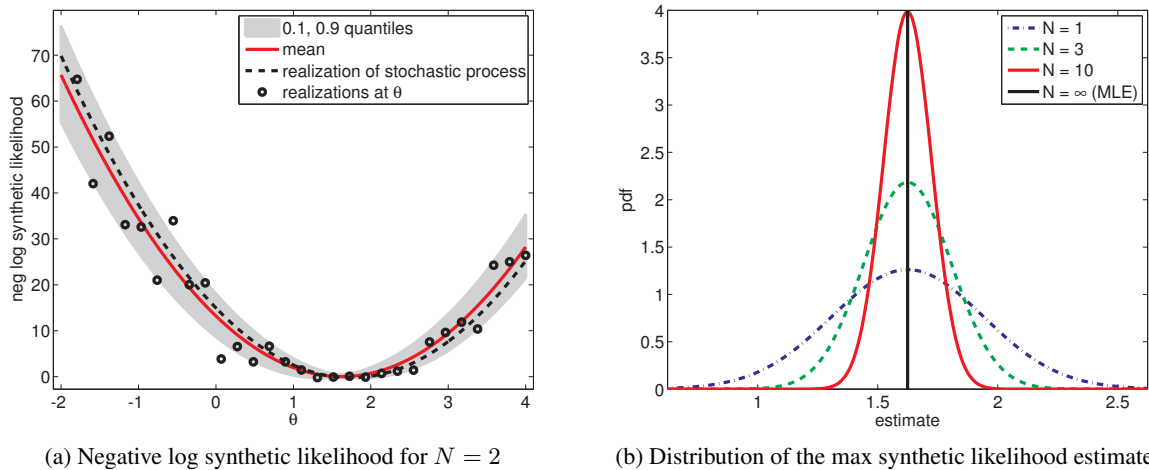 0.1, 0.9 quantiles
mean
realization of stochastic process
realizations at θ
neg log synthetic likelihood
70
60
50
40
30
20
10
0
-2
-1
0
1
2
3
4
θ
(a) Negative log synthetic likelihood for N = 2
N = 1
N = 3
N = 10
N = ∞ (MLE)
pdf
4
3.5
3
2.5
2
1.5
1
0.5
0
1
1.5
2
2.5
estimate
(b) Distribution of the max synthetic likelihood estimate